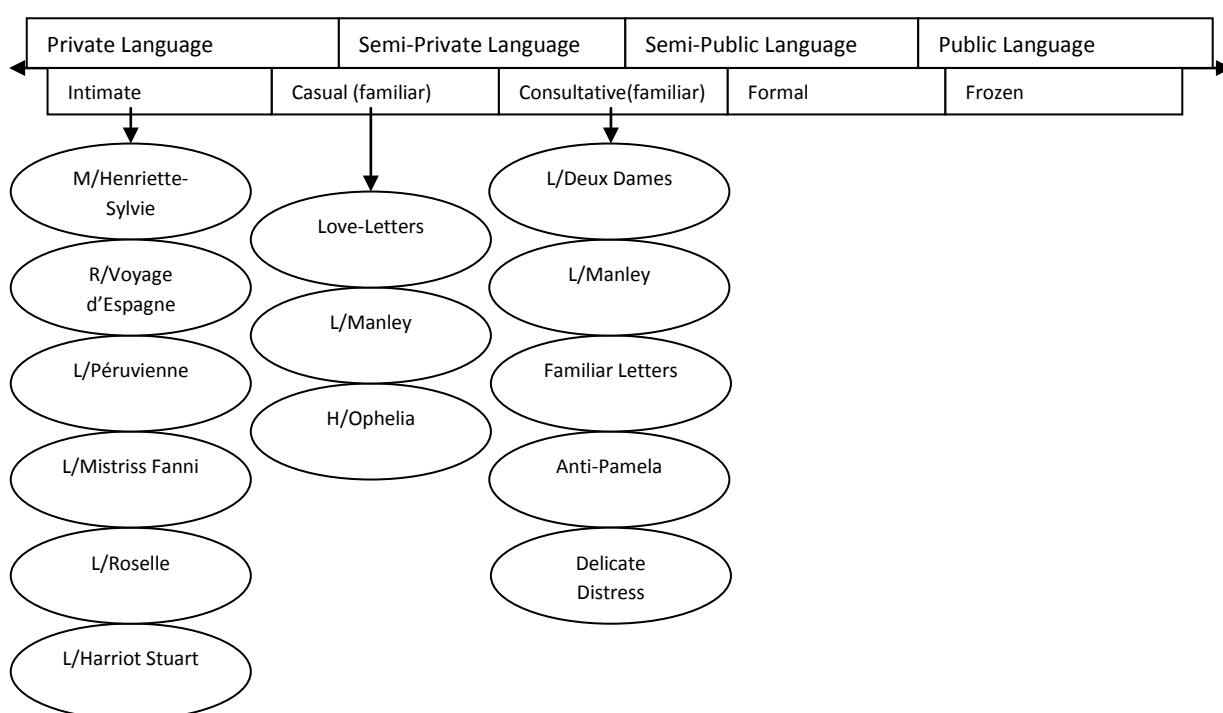 Private Language
Semi-Private Language
Semi-Public Language
Public Language
Intimate
Casual (familiar)
Consultative(familiar)
Formal
Frozen
M/Henriette-
Sylvie
R/Voyage
d’Espagne
L/Péruvienne
L/Mistriss Fanni
L/Roselle
L/Harriot Stuart
Love-Letters
L/Manley
H/Ophelia
L/Deux Dames
L/Manley
Familiar Letters
Anti-Pamela
Delicate
Distress